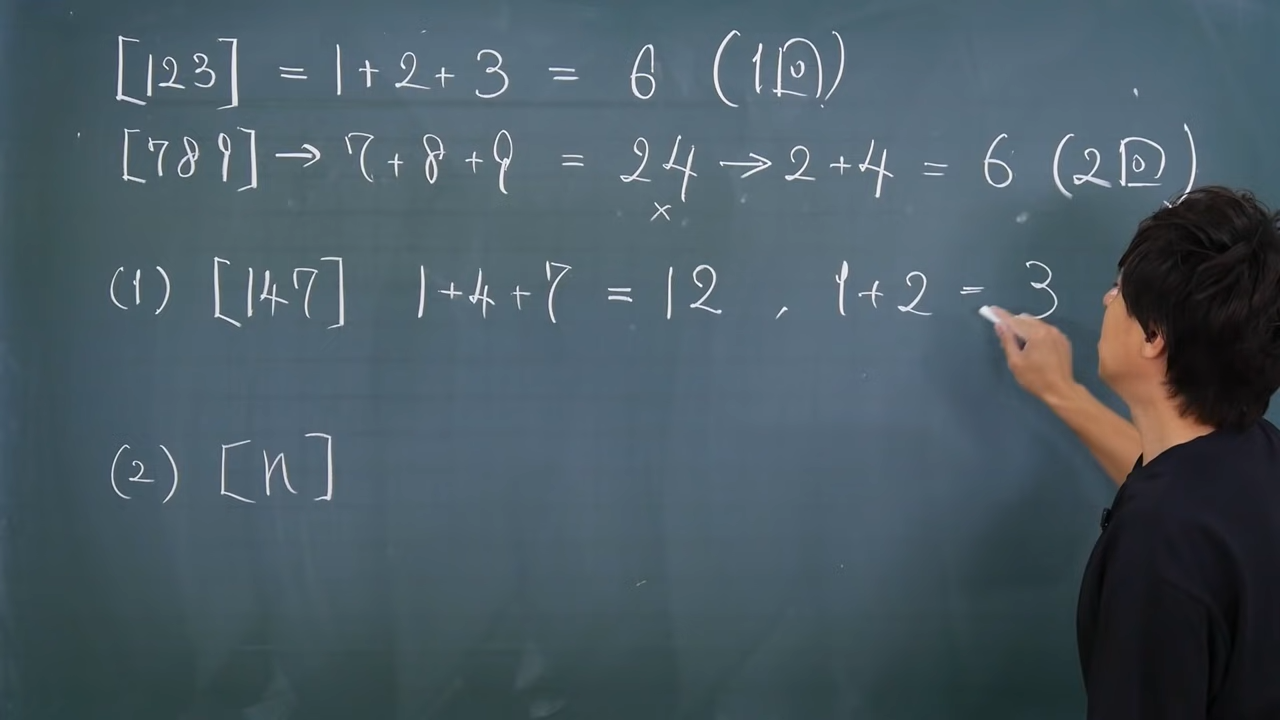 [123] = 1+2+3 = 6 (1回)
[789] → 7+8+9 = 24 → 2+4 = 6 (2回)
×
(1) [147] 1+4+7 = 12 , 1+2 = 3
(2) [n]